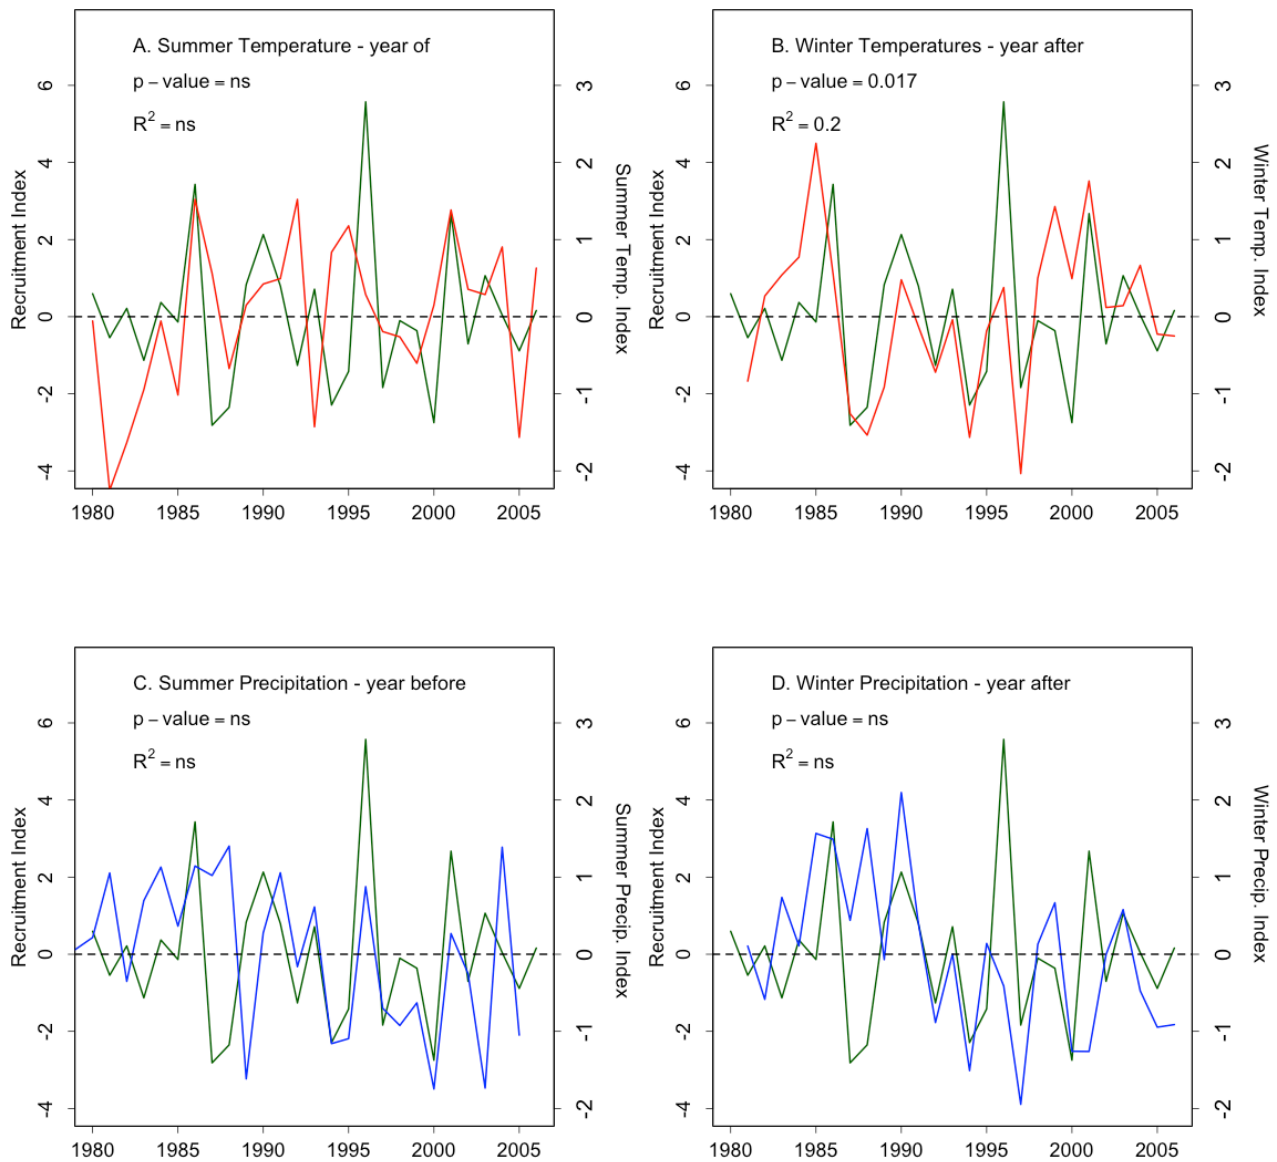 A. Summer Temperature - year of
p – value = ns
R² = ns
6
4
2
0
-2
-4
Recruitment Index
3
2
1
0
-1
-2
Summer Temp. Index
1980 1985 1990 1995 2000 2005
B. Winter Temperatures - year after
p – value = 0.017
R² = 0.2
6
4
2
0
-2
-4
Recruitment Index
3
2
1
0
-1
-2
Winter Temp. Index
1980 1985 1990 1995 2000 2005
C. Summer Precipitation - year before
p – value = ns
R² = ns
6
4
2
0
-2
-4
Recruitment Index
3
2
1
0
-1
-2
Summer Precip. Index
1980 1985 1990 1995 2000 2005
D. Winter Precipitation - year after
p – value = ns
R² = ns
6
4
2
0
-2
-4
Recruitment Index
3
2
1
0
-1
-2
Winter Precip. Index
1980 1985 1990 1995 2000 2005